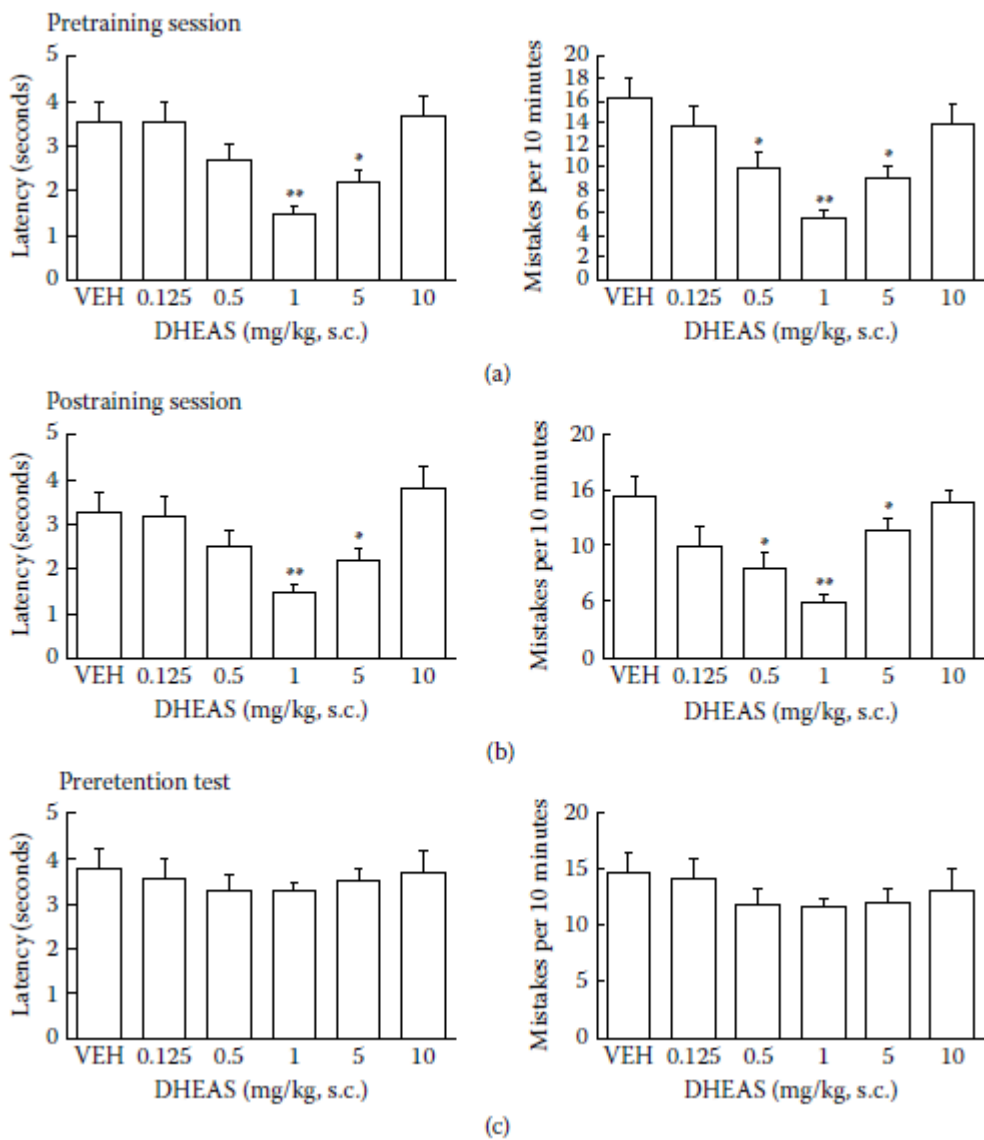 Pretraining session
Latency (seconds)
5
4
3
2
1
0
**
*
VEH 0.125 0.5 1 5 10
DHEAS (mg/kg, s.c.)
Mistakes per 10 minutes
20
18
16
14
12
10
8
6
4
2
0
*
**
*
VEH 0.125 0.5 1 5 10
DHEAS (mg/kg, s.c.)
(a)
Postraining session
Latency (seconds)
5
4
3
2
1
0
**
*
VEH 0.125 0.5 1 5 10
DHEAS (mg/kg, s.c.)
Mistakes per 10 minutes
20
16
10
6
0
*
**
*
VEH 0.125 0.5 1 5 10
DHEAS (mg/kg, s.c.)
(b)
Preretention test
Latency (seconds)
5
4
3
2
1
0
VEH 0.125 0.5 1 5 10
DHEAS (mg/kg, s.c.)
Mistakes per 10 minutes
20
15
10
5
0
VEH 0.125 0.5 1 5 10
DHEAS (mg/kg, s.c.)
(c)